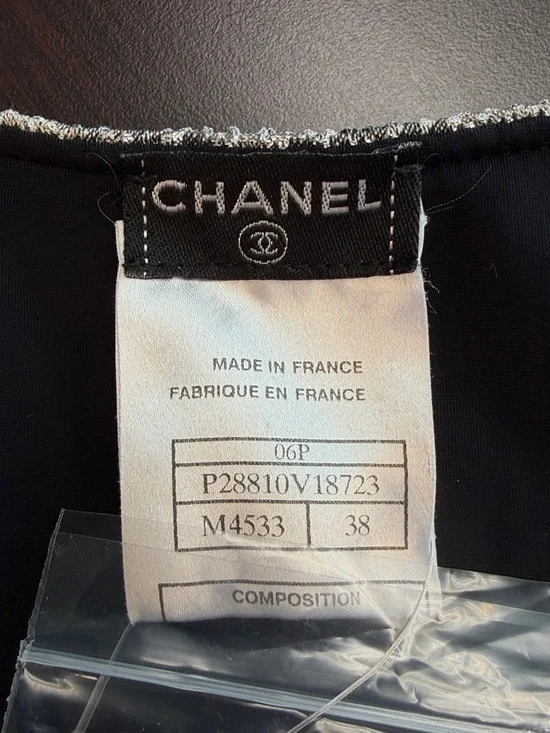 CHANEL
MADE IN FRANCE
FABRIQUE EN FRANCE
06P
P28810V18723
M4533 38
COMPOSITION